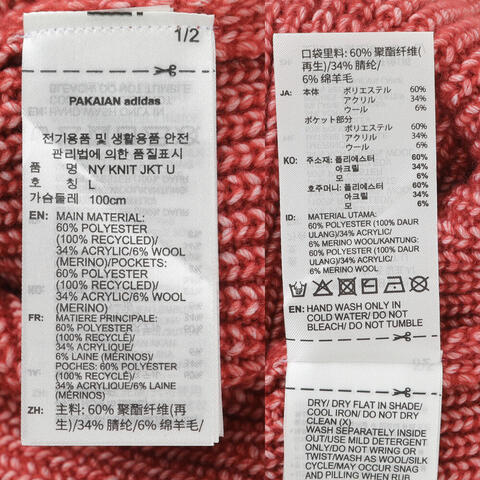 1/2
PAKAIAN adidas
전기용품 및 생활용품 안전
관리법에 의한 품질표시
품 명 NY KNIT JKT U
호 칭 L
가슴둘레 100cm
EN: MAIN MATERIAL:
60% POLYESTER
(100% RECYCLED)/
34% ACRYLIC/6% WOOL
(MERINO)/POCKETS:
60% POLYESTER
(100% RECYCLED)/
34% ACRYLIC/6% WOOL
(MERINO)
FR: MATIERE PRINCIPALE:
60% POLYESTER
(100% RECYCLÉ)/
34% ACRYLIQUE/
6% LAINE (MÉRINOS)/
POCHES: 60% POLYESTER
(100% RECYCLÉ)/
34% ACRYLIQUE/6% LAINE
(MÉRINOS)
ZH: 主料: 60% 聚酯纤维(再
生)/34% 腈纶/6% 绵羊毛/
口袋里料: 60% 聚酯纤维(
再生)/34% 腈纶/
6% 绵羊毛
JA: 本体 ポリエステル 60%
アクリル 34%
毛 6%
ポケット部分
ポリエステル 60%
アクリル 34%
毛 6%
KO: 주소재: 폴리에스터 60%
아크릴 34%
모 6%
호주머니: 폴리에스터 60%
아크릴 34%
모 6%
ID: MATERIAL UTAMA:
60% POLYESTER (100% DAUR
ULANG)/34% ACRYLIC/
6% MERINO WOOL/KANTUNG:
60% POLYESTER (100% DAUR
ULANG)/34% ACRYLIC/
6% MERINO WOOL
EN: HAND WASH ONLY IN
COLD WATER/ DO NOT
BLEACH/ DO NOT TUMBLE
DRY/ DRY FLAT IN SHADE/
COOL IRON/ DO NOT DRY
CLEAN (X)
WASH SEPARATELY INSIDE
OUT/USE MILD DETERGENT
ONLY/DO NOT WRING OR
TWIST/WASH AS WOOL/SILK
CYCLE/MAY OCCUR SNAG
AND PILLING WHEN